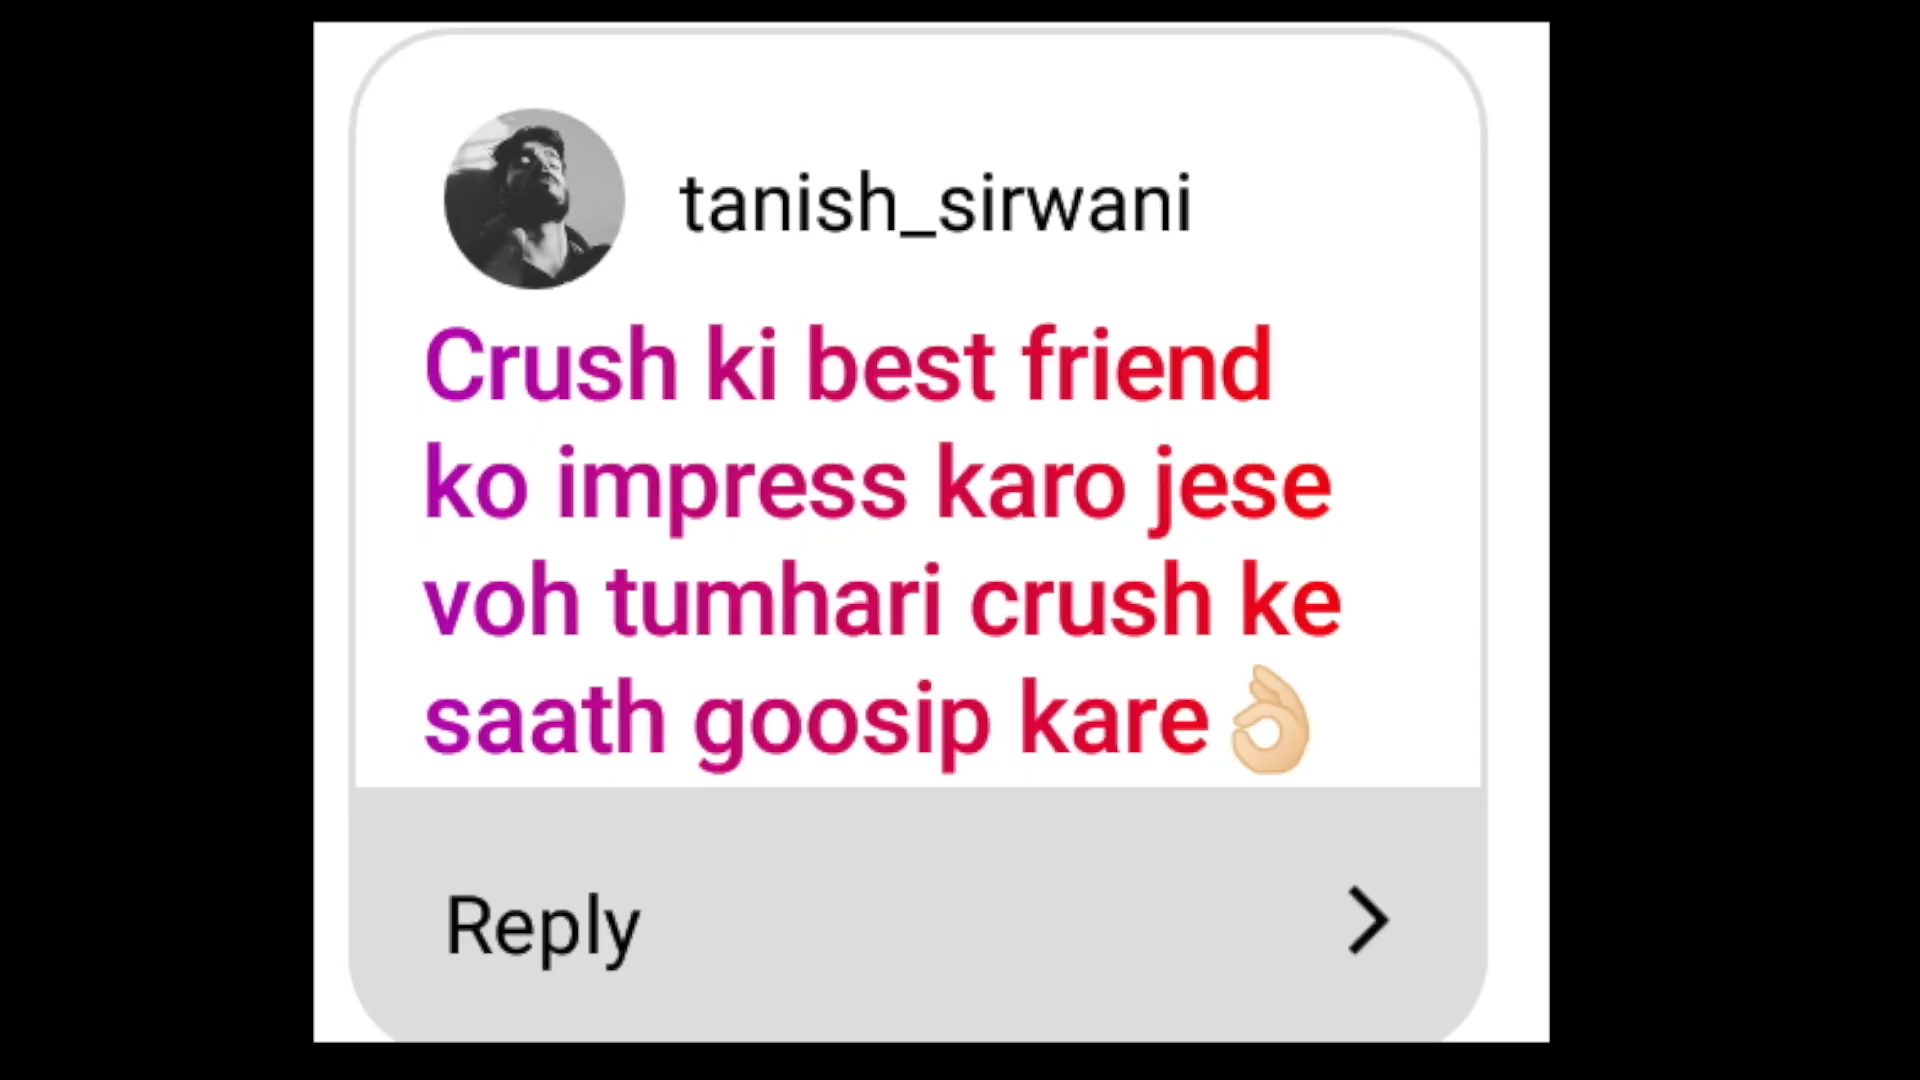 tanish_sirwani
Crush ki best friend
ko impress karo jese
voh tumhari crush ke
saath goosip kare👌🏻
Reply